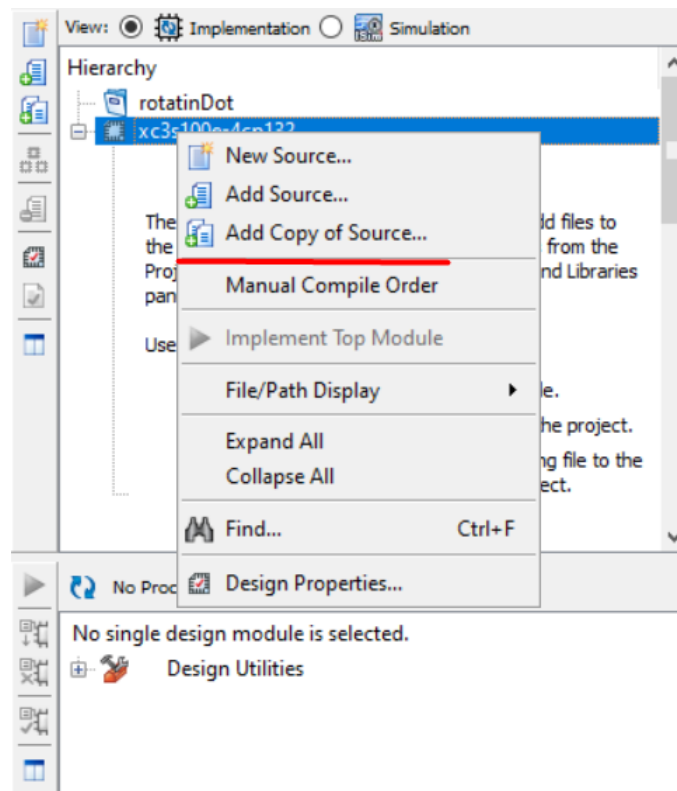 View: Implementation Simulation
Hierarchy
rotatinDot
xc3s100e-4cp132
New Source...
Add Source...
Add Copy of Source...
Manual Compile Order
Implement Top Module
File/Path Display
Expand All
Collapse All
Find... Ctrl+F
Design Properties...
The dd files to
the from the
Proj nd Libraries
pan
Use
le.
he project.
ng file to the
ect.
No Proc
No single design module is selected.
Design Utilities